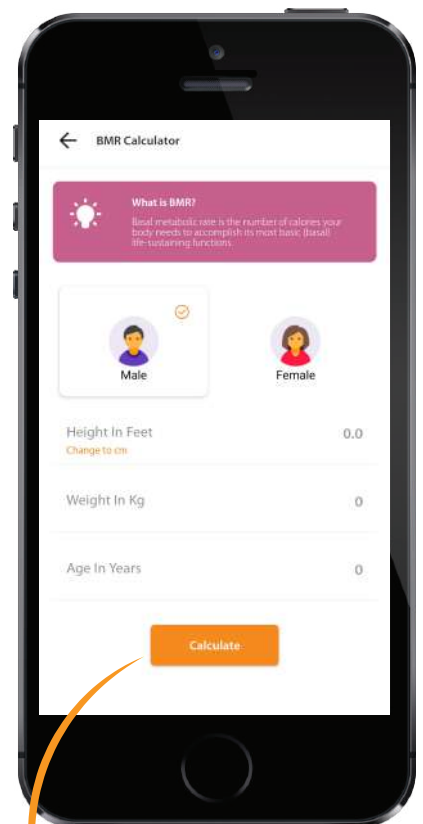 BMR Calculator
What is BMR?
Basal metabolic rate is the number of calories your
body needs to accomplish its most basic (basal)
life-sustaining functions.
Male Female
Height In Feet 0.0
Change to cm
Weight In Kg 0
Age In Years 0
Calculate